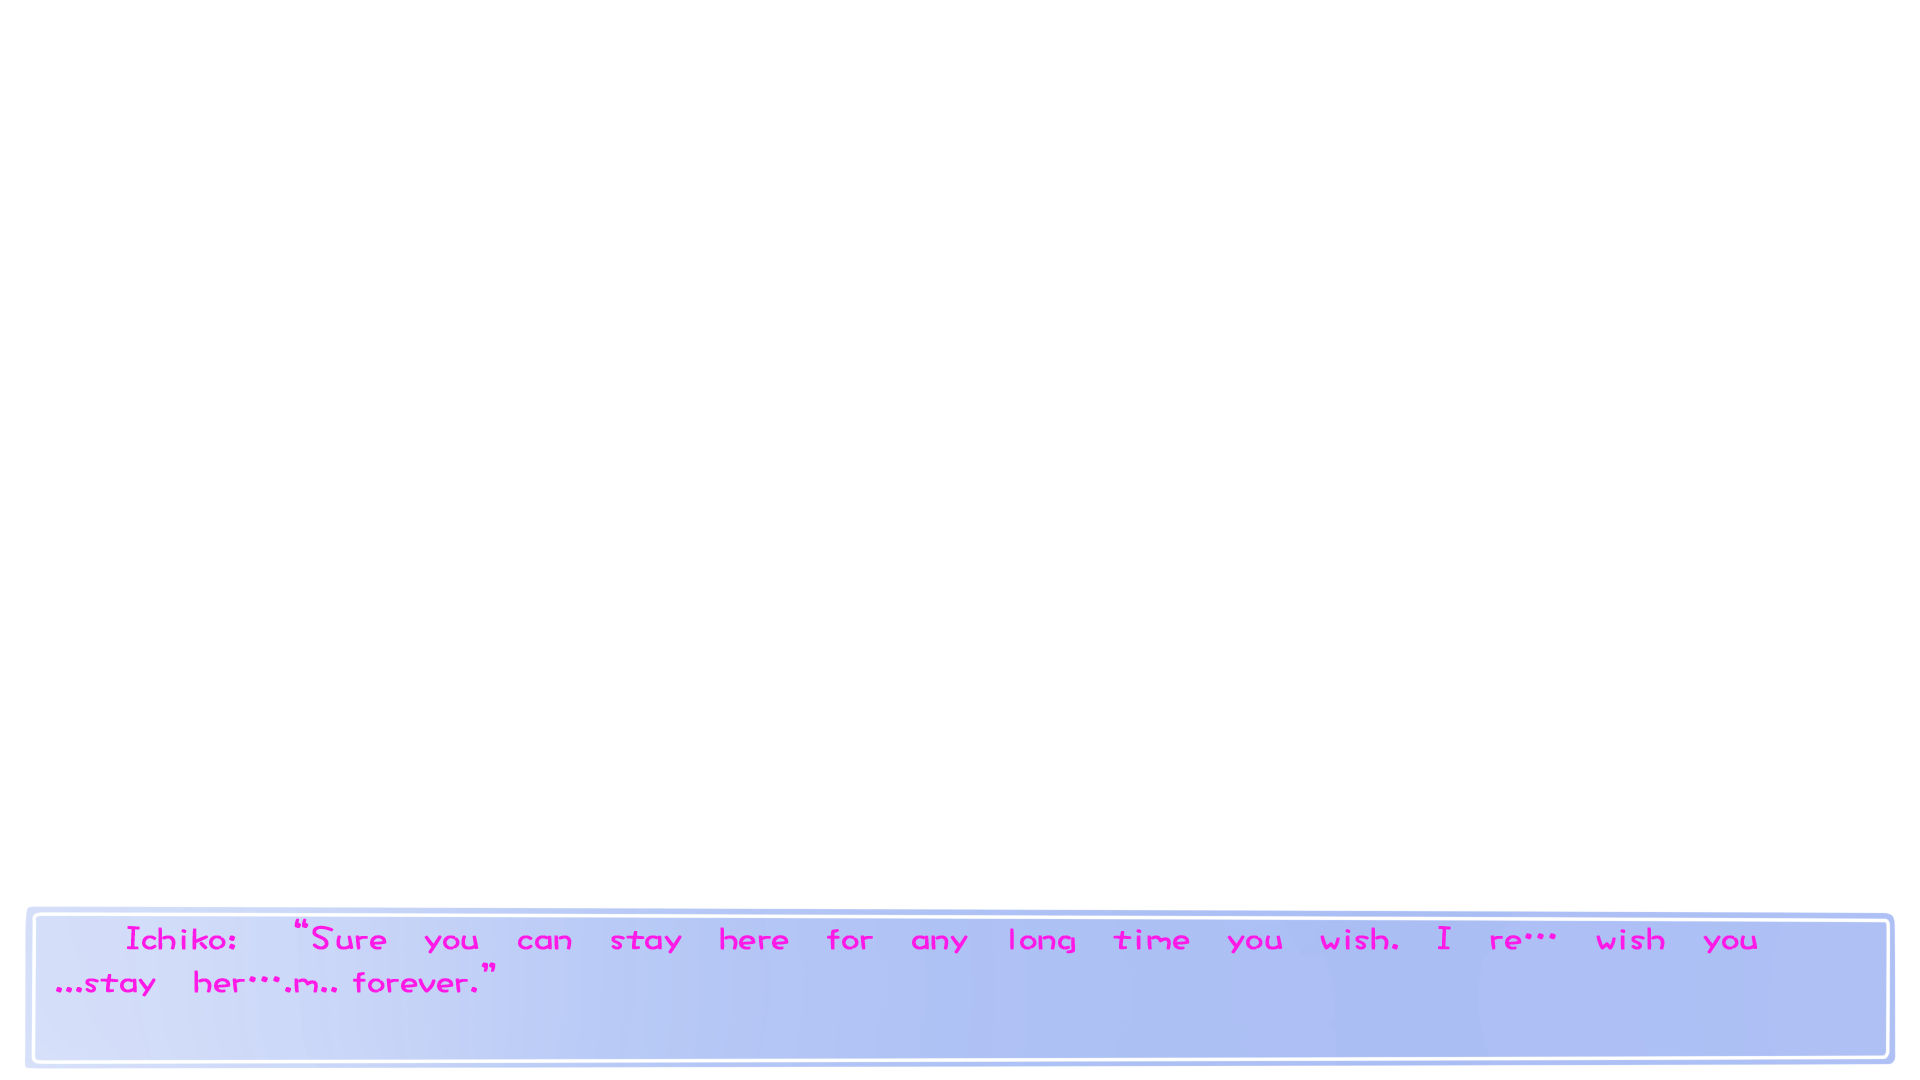 Ichiko: “Sure you can stay here for any long time you wish. I re··· wish you
...stay her···.m.. forever.”